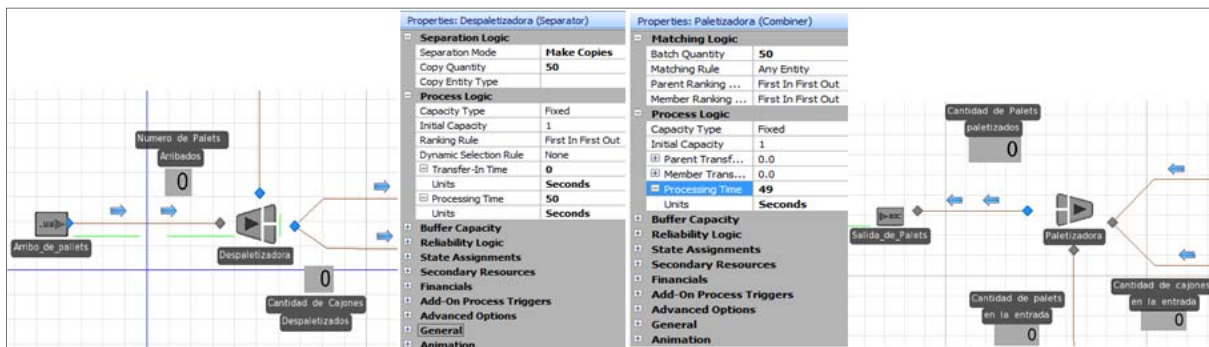 Numero de Palets
Arribados
0
Arribo_de_pallets
Despaletizadora
0
Cantidad de Cajones
Despaletizados
Properties: Despaletizadora (Separator)
Separation Logic
Separation Mode Make Copies
Copy Quantity 50
Copy Entity Type
Process Logic
Capacity Type Fixed
Initial Capacity 1
Ranking Rule First In First Out
Dynamic Selection Rule None
Transfer-In Time 0
Units Seconds
Processing Time 50
Units Seconds
Buffer Capacity
Reliability Logic
State Assignments
Secondary Resources
Financials
Add-On Process Triggers
Advanced Options
General
Animation
Properties: Paletizadora (Combiner)
Matching Logic
Batch Quantity 50
Matching Rule Any Entity
Parent Ranking ... First In First Out
Member Ranking ... First In First Out
Process Logic
Capacity Type Fixed
Initial Capacity 1
Parent Transf... 0.0
Member Trans... 0.0
Processing Time 49
Units Seconds
Buffer Capacity
Reliability Logic
State Assignments
Secondary Resources
Financials
Add-On Process Triggers
Advanced Options
General
Animation
Cantidad de Palets
paletizados
0
Salida_de_Palets
Paletizadora
Cantidad de palets
en la entrada
0
Cantidad de cajones
en la entrada
0